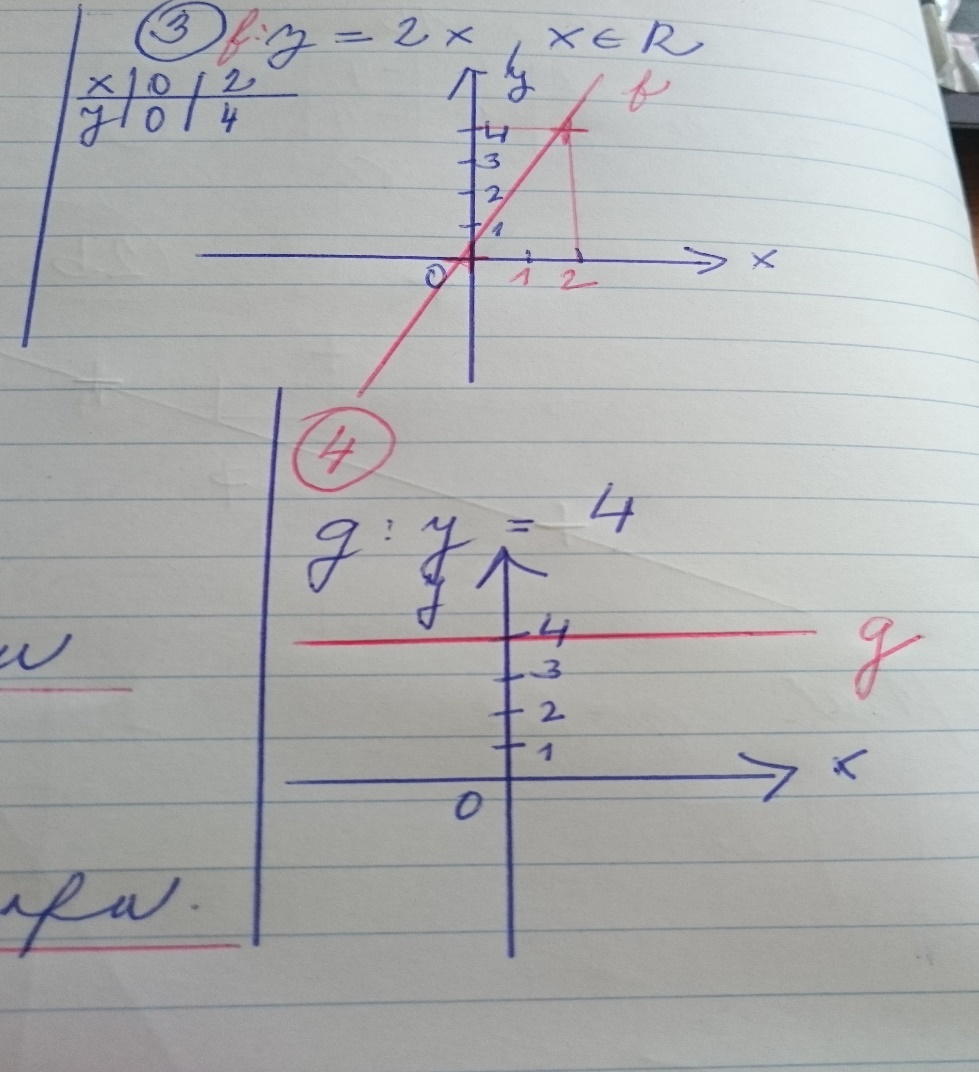 3 f: y = 2x, x ∈ R
x | 0 | 2
y | 0 | 4
y
f
4
3
2
1
0 1 2 x
4
g : y = 4
y
4 g
3
2
1
x
0